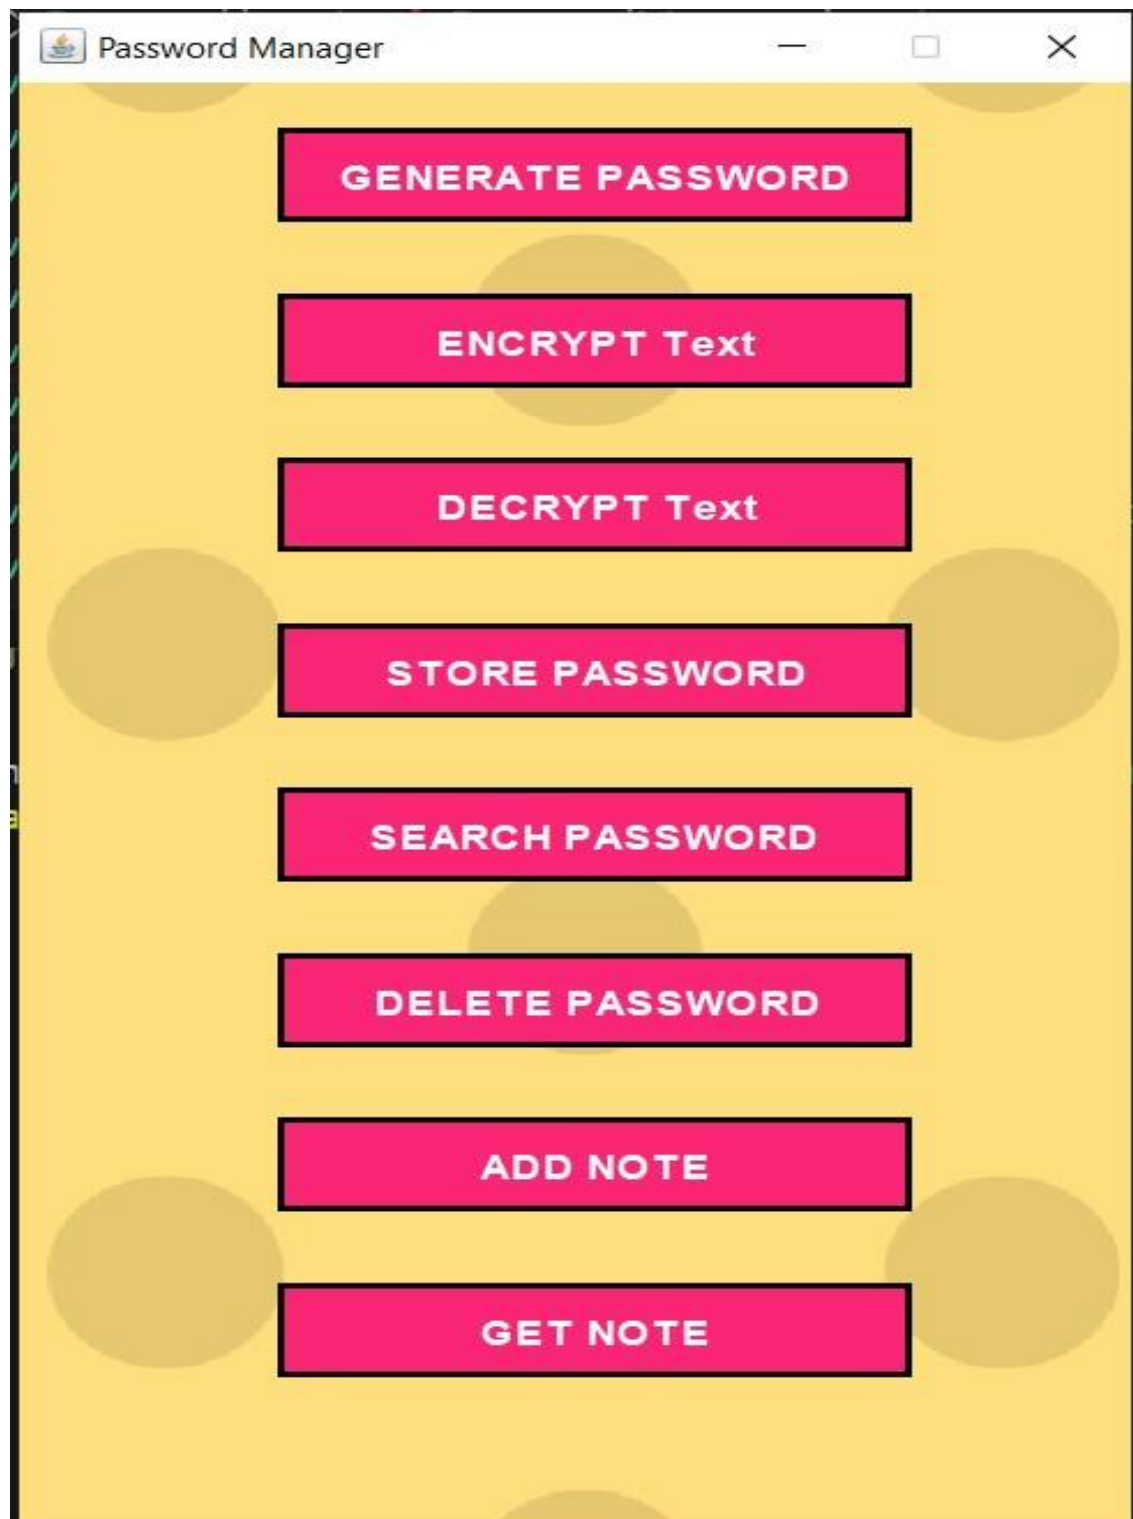 Password Manager
GENERATE PASSWORD
ENCRYPT Text
DECRYPT Text
STORE PASSWORD
SEARCH PASSWORD
DELETE PASSWORD
ADD NOTE
GET NOTE